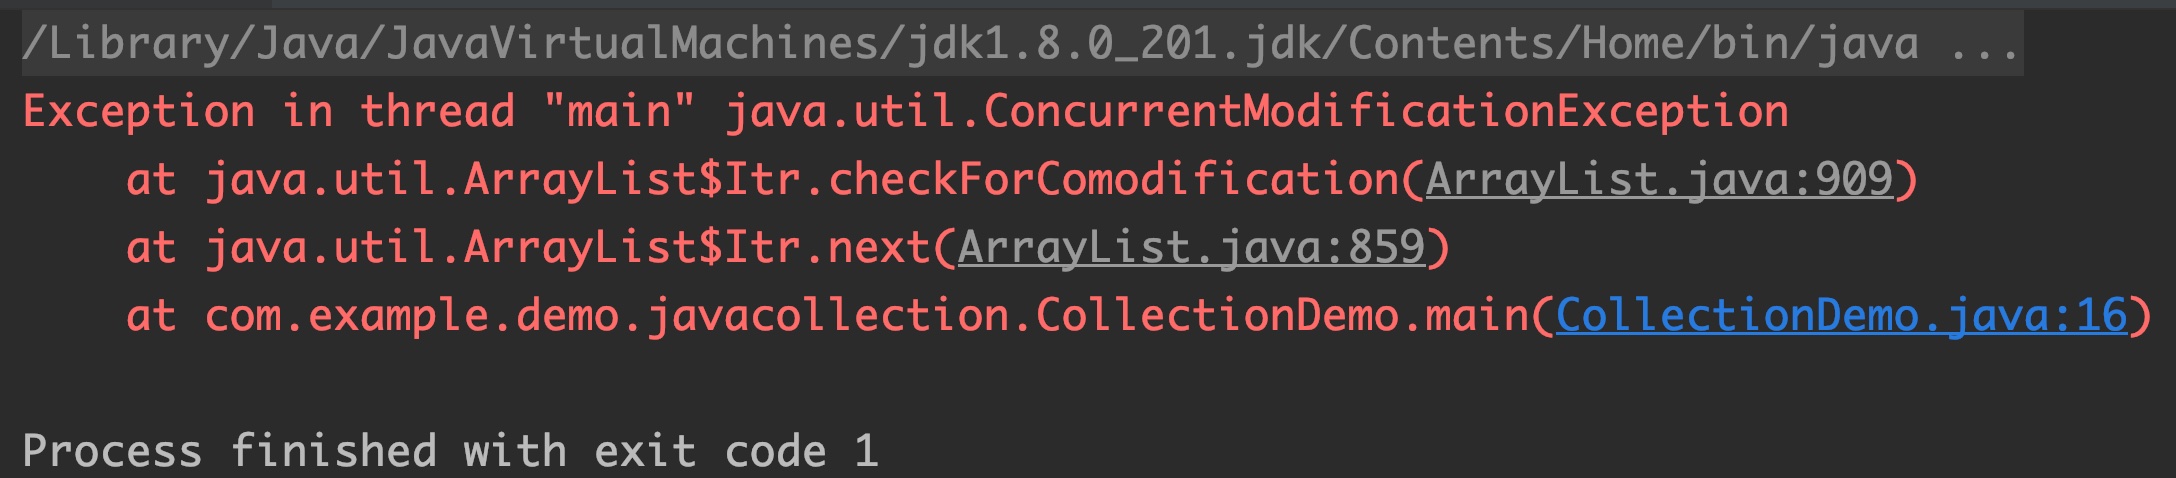 /Library/Java/JavaVirtualMachines/jdk1.8.0_201.jdk/Contents/Home/bin/java ...
Exception in thread "main" java.util.ConcurrentModificationException
    at java.util.ArrayList$Itr.checkForComodification(ArrayList.java:909)
    at java.util.ArrayList$Itr.next(ArrayList.java:859)
    at com.example.demo.javacollection.CollectionDemo.main(CollectionDemo.java:16)

Process finished with exit code 1